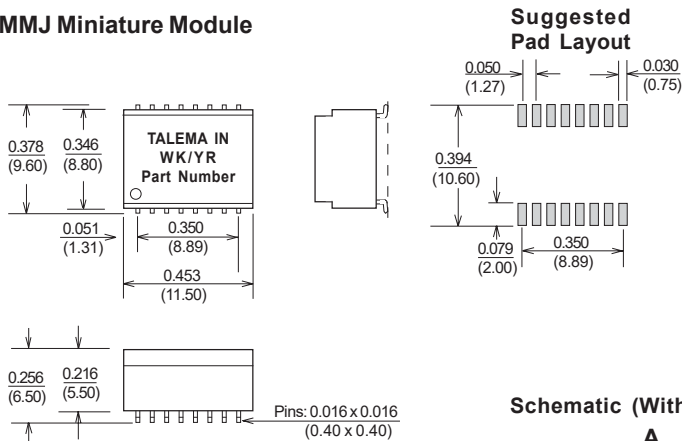 MMJ Miniature Module
Suggested
Pad Layout
0.050
(1.27)
0.030
(0.75)
0.378
(9.60)
0.346
(8.80)
TALEMA IN
WK/YR
Part Number
0.394
(10.60)
0.051
(1.31)
0.350
(8.89)
0.453
(11.50)
0.079
(2.00)
0.350
(8.89)
0.256
(6.50)
0.216
(5.50)
Pins: 0.016 x 0.016
(0.40 x 0.40)
Schematic (With